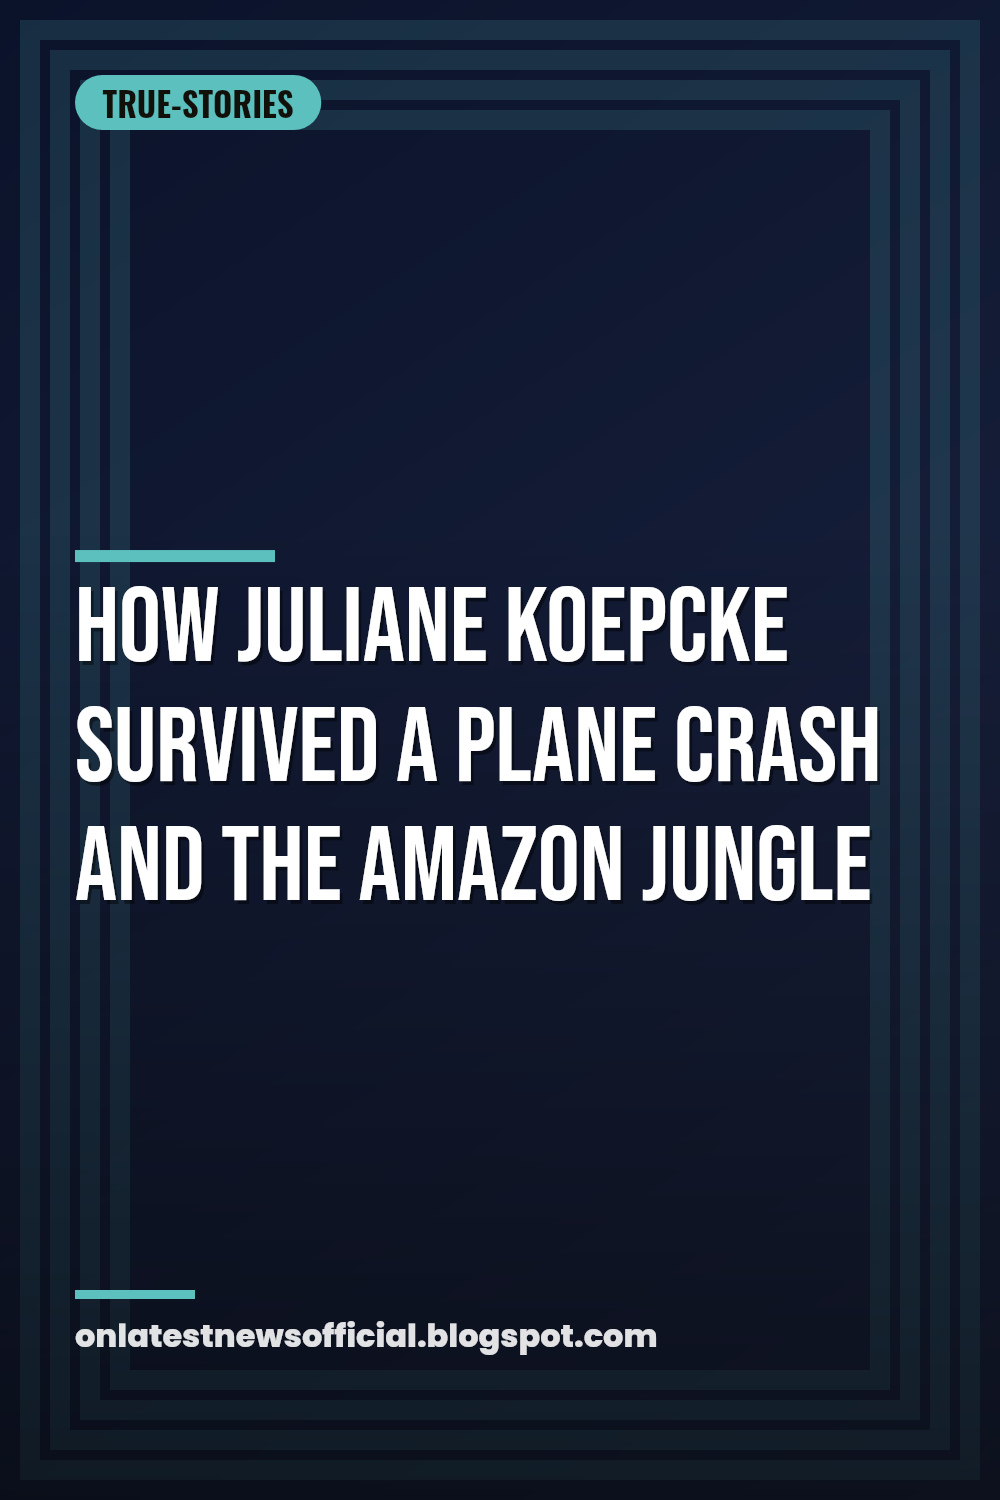 TRUE-STORIES
HOW JULIANE KOEPCKE
SURVIVED A PLANE CRASH
AND THE AMAZON JUNGLE
onlatestnewsofficial.blogspot.com